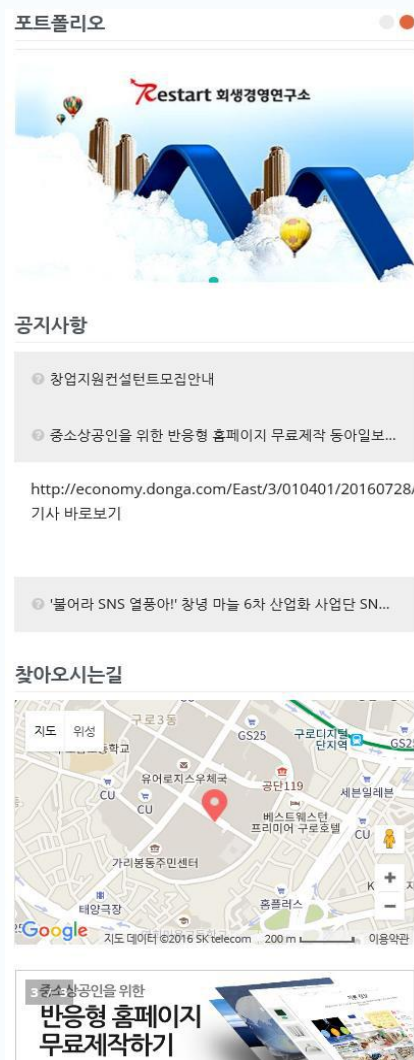 포트폴리오
Restart 회생경영연구소
공지사항
창업지원컨설턴트모집안내
중소상공인을 위한 반응형 홈페이지 무료제작 동아일보...
http://economy.donga.com/East/3/010401/20160728/
기사 바로보기
'불어라 SNS 열풍아!' 창녕 마늘 6차 산업화 사업단 SN...
찾아오시는길
지도 위성
구로3동
GS25
구로디지털
단지역
GS25
유어로지스우체국
공단119
세븐일레븐
CU
CU
베스트웨스턴
프리미어 구로호텔
CU
가리봉동주민센터
태양극장
홈플러스
Google
지도 데이터 ©2016 SK telecom
200 m
이용약관
중소상공인을 위한
반응형 홈페이지
무료제작하기